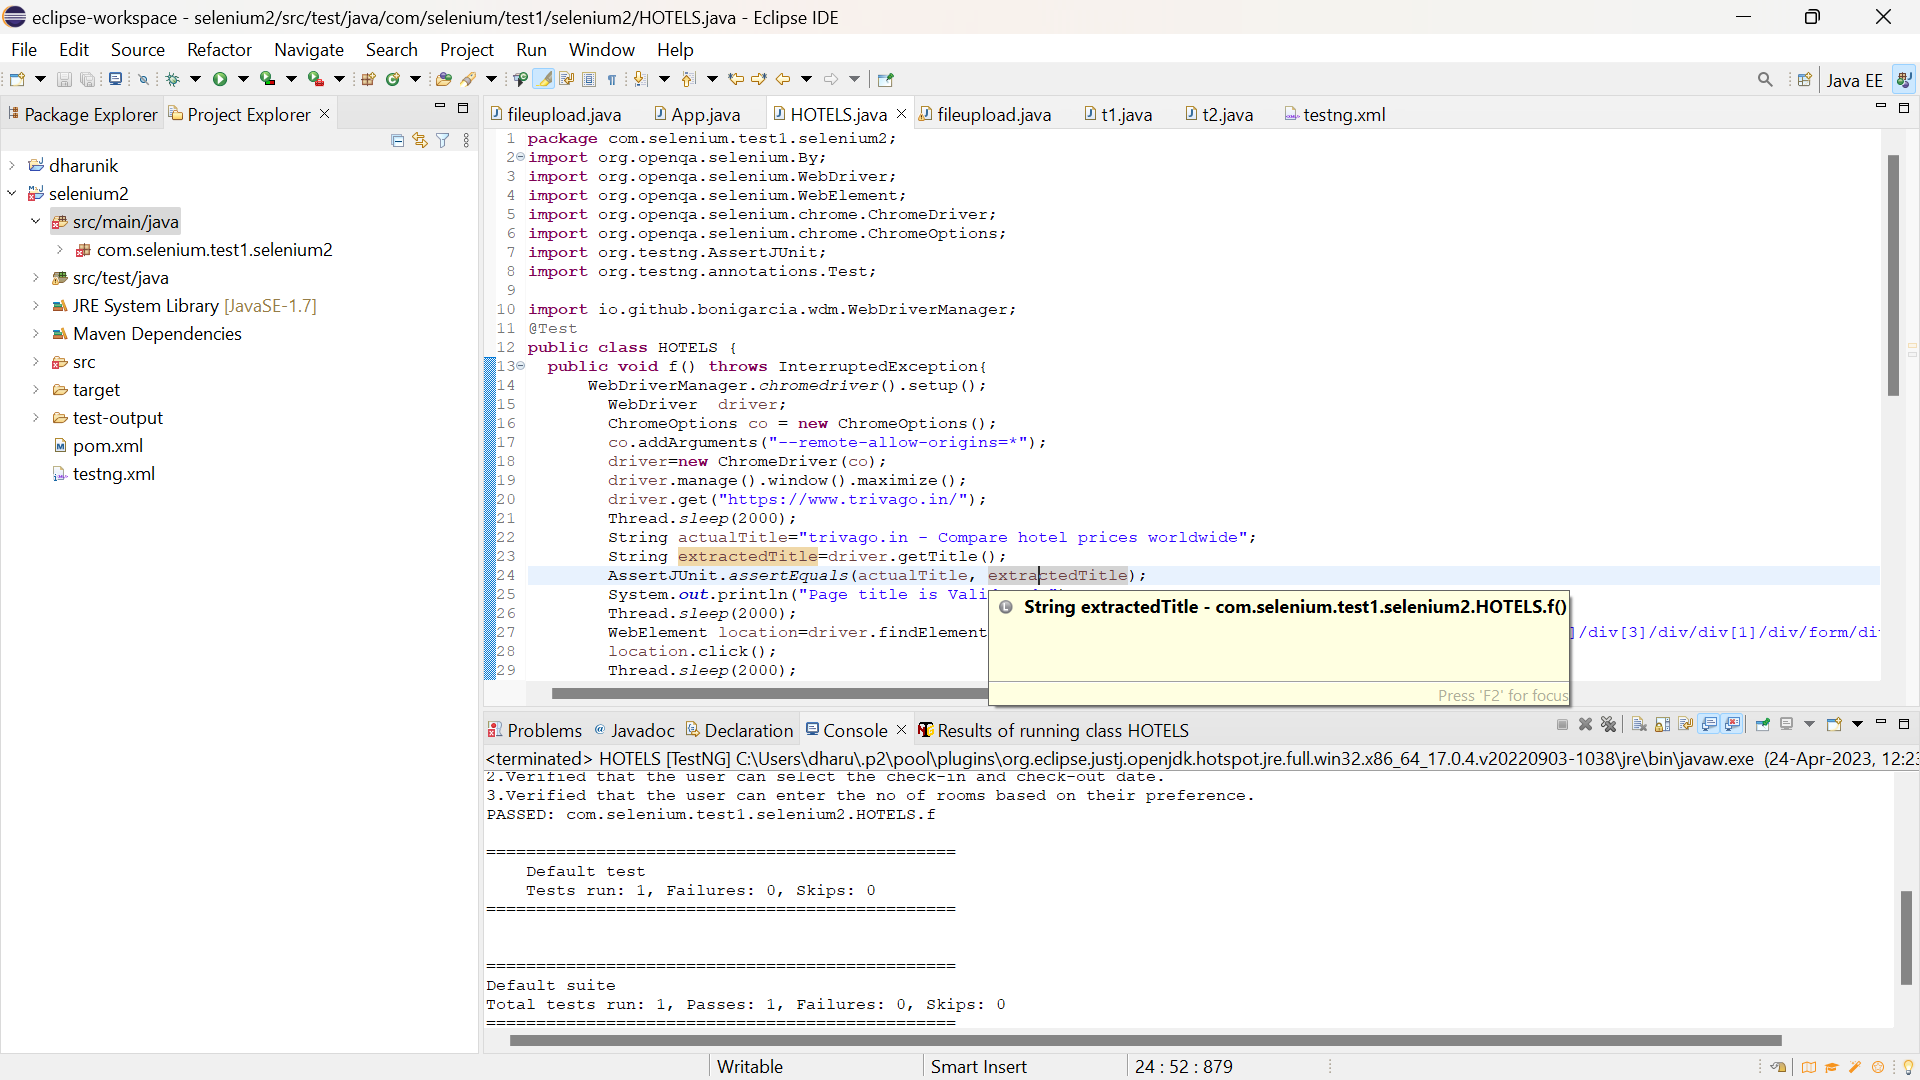 eclipse-workspace - selenium2/src/test/java/com/selenium/test1/selenium2/HOTELS.java - Eclipse IDE
File Edit Source Refactor Navigate Search Project Run Window Help
Java EE
Package Explorer Project Explorer
dharunik
selenium2
src/main/java
com.selenium.test1.selenium2
src/test/java
JRE System Library [JavaSE-1.7]
Maven Dependencies
src
target
test-output
pom.xml
testng.xml
fileupload.java App.java HOTELS.java fileupload.java t1.java t2.java testng.xml
1 package com.selenium.test1.selenium2;
2 import org.openqa.selenium.By;
3 import org.openqa.selenium.WebDriver;
4 import org.openqa.selenium.WebElement;
5 import org.openqa.selenium.chrome.ChromeDriver;
6 import org.openqa.selenium.chrome.ChromeOptions;
7 import org.testng.AssertJUnit;
8 import org.testng.annotations.Test;
9
10 import io.github.bonigarcia.wdm.WebDriverManager;
11 @Test
12 public class HOTELS {
13 public void f() throws InterruptedException{
14 WebDriverManager.chromedriver().setup();
15 WebDriver driver;
16 ChromeOptions co = new ChromeOptions();
17 co.addArguments("--remote-allow-origins=*");
18 driver=new ChromeDriver(co);
19 driver.manage().window().maximize();
20 driver.get("https://www.trivago.in/");
21 Thread.sleep(2000);
22 String actualTitle="trivago.in - Compare hotel prices worldwide";
23 String extractedTitle=driver.getTitle();
24 AssertJUnit.assertEquals(actualTitle, extractedTitle);
25 System.out.println("Page title is Vali
26 Thread.sleep(2000);
27 WebElement location=driver.findElement ]/div[3]/div/div[1]/div/form/di
28 location.click();
29 Thread.sleep(2000);
String extractedTitle - com.selenium.test1.selenium2.HOTELS.f()
Press 'F2' for focus
Problems Javadoc Declaration Console Results of running class HOTELS
<terminated> HOTELS [TestNG] C:\Users\dharu\.p2\pool\plugins\org.eclipse.justj.openjdk.hotspot.jre.full.win32.x86_64_17.0.4.v20220903-1038\jre\bin\javaw.exe (24-Apr-2023, 12:23
2.Verified that the user can select the check-in and check-out date.
3.Verified that the user can enter the no of rooms based on their preference.
PASSED: com.selenium.test1.selenium2.HOTELS.f
===============================================
Default test
Tests run: 1, Failures: 0, Skips: 0
===============================================
===============================================
Default suite
Total tests run: 1, Passes: 1, Failures: 0, Skips: 0
===============================================
Writable Smart Insert 24 : 52 : 879